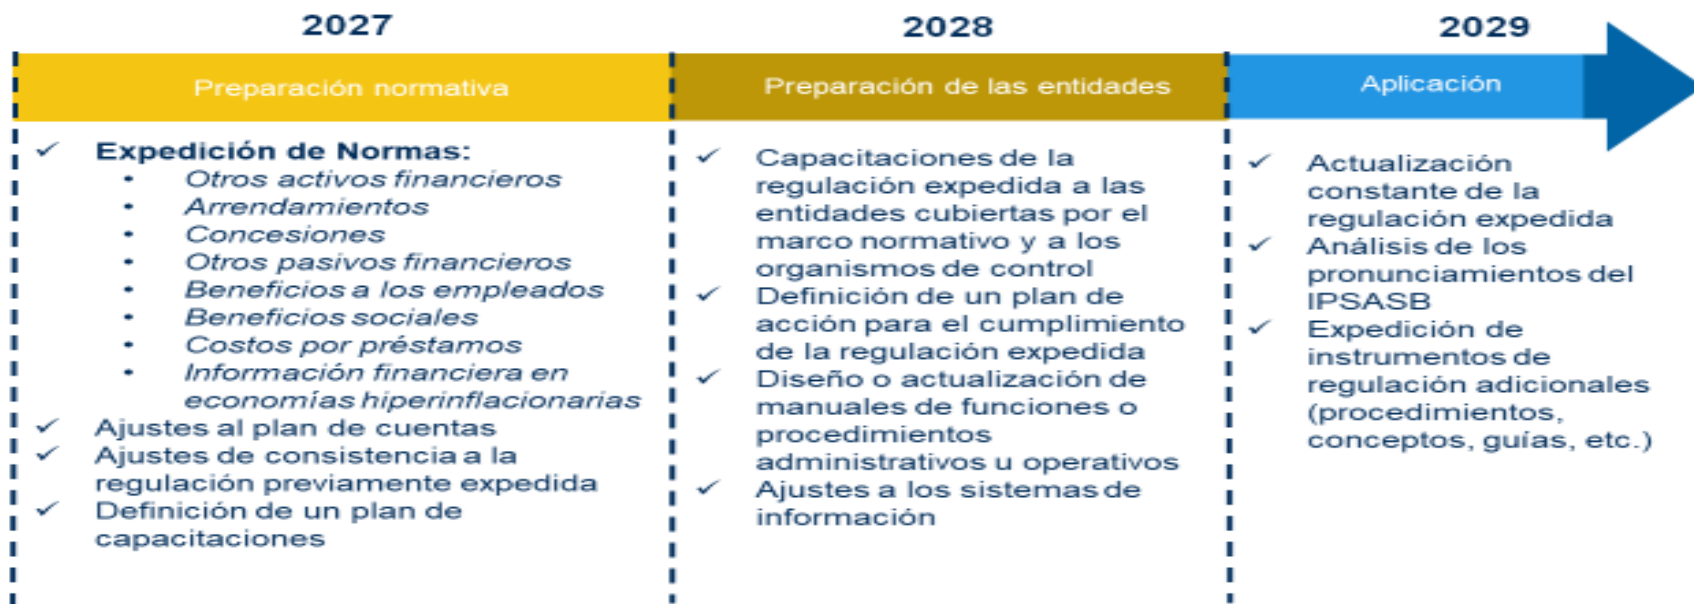 2027
Preparación normativa
✓ Expedición de Normas:
• Otros activos financieros
• Arrendamientos
• Concesiones
• Otros pasivos financieros
• Beneficios a los empleados
• Beneficios sociales
• Costos por préstamos
• Información financiera en
economías hiperinflacionarias
✓ Ajustes al plan de cuentas
✓ Ajustes de consistencia a la
regulación previamente expedida
✓ Definición de un plan de
capacitaciones
2028
Preparación de las entidades
✓ Capacitaciones de la
regulación expedida a las
entidades cubiertas por el
marco normativo y a los
organismos de control
✓ Definición de un plan de
acción para el cumplimiento
de la regulación expedida
✓ Diseño o actualización de
manuales de funciones o
procedimientos
administrativos u operativos
✓ Ajustes a los sistemas de
información
2029
Aplicación
✓ Actualización
constante de la
regulación expedida
✓ Análisis de los
pronunciamientos del
IPSASB
✓ Expedición de
instrumentos de
regulación adicionales
(procedimientos,
conceptos, guías, etc.)